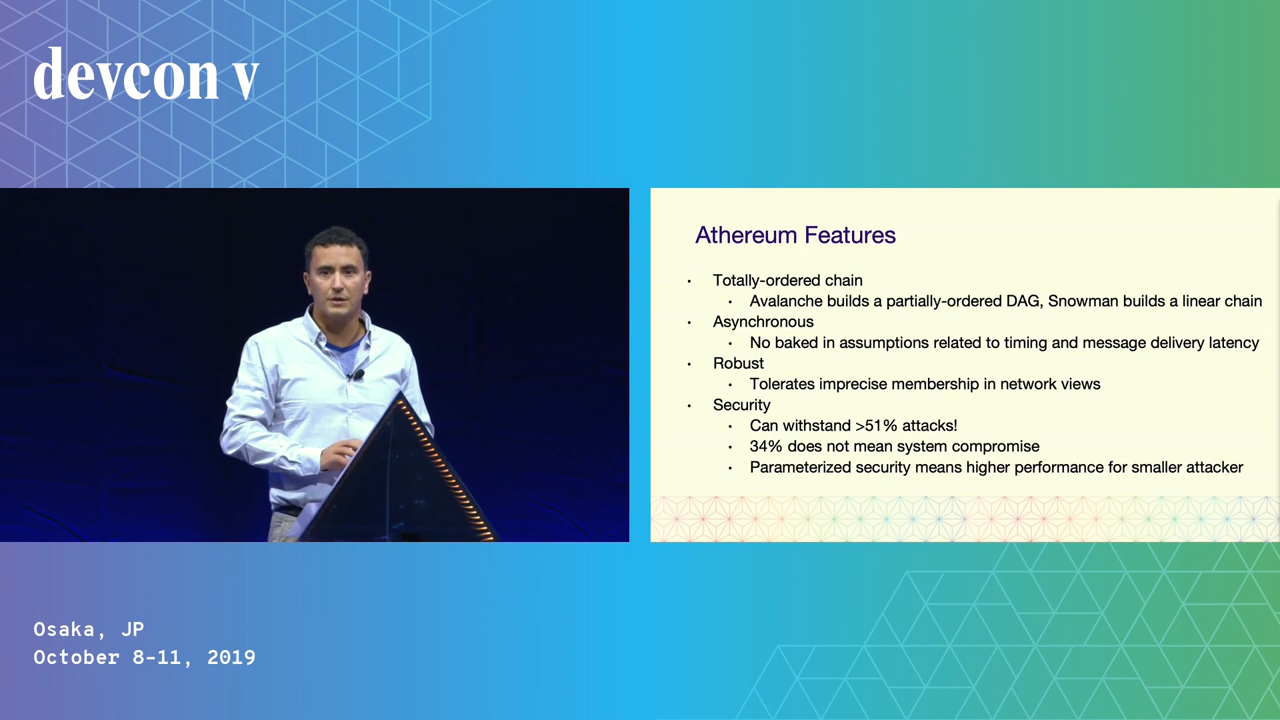 devcon v
Athereum Features
• Totally-ordered chain
• Avalanche builds a partially-ordered DAG, Snowman builds a linear chain
• Asynchronous
• No baked in assumptions related to timing and message delivery latency
• Robust
• Tolerates imprecise membership in network views
• Security
• Can withstand >51% attacks!
• 34% does not mean system compromise
• Parameterized security means higher performance for smaller attacker
Osaka, JP
October 8-11, 2019